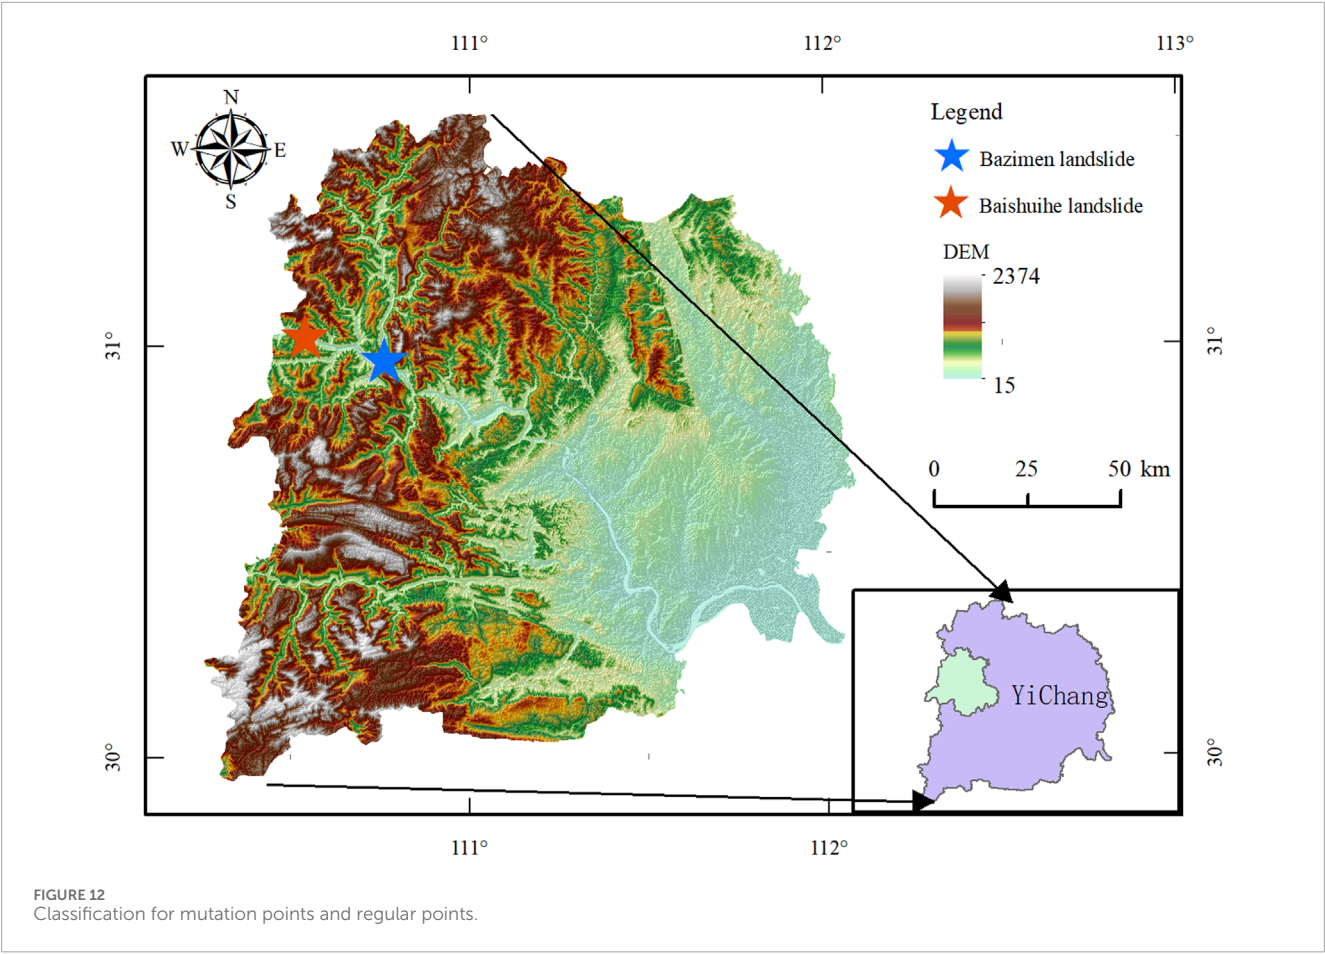 111°
112°
113°
N
W
E
S
Legend
Bazimen landslide
Baishuihe landslide
DEM
2374
15
31°
31°
0
25
50 km
YiChang
30°
30°
111°
112°
FIGURE 12
Classification for mutation points and regular points.